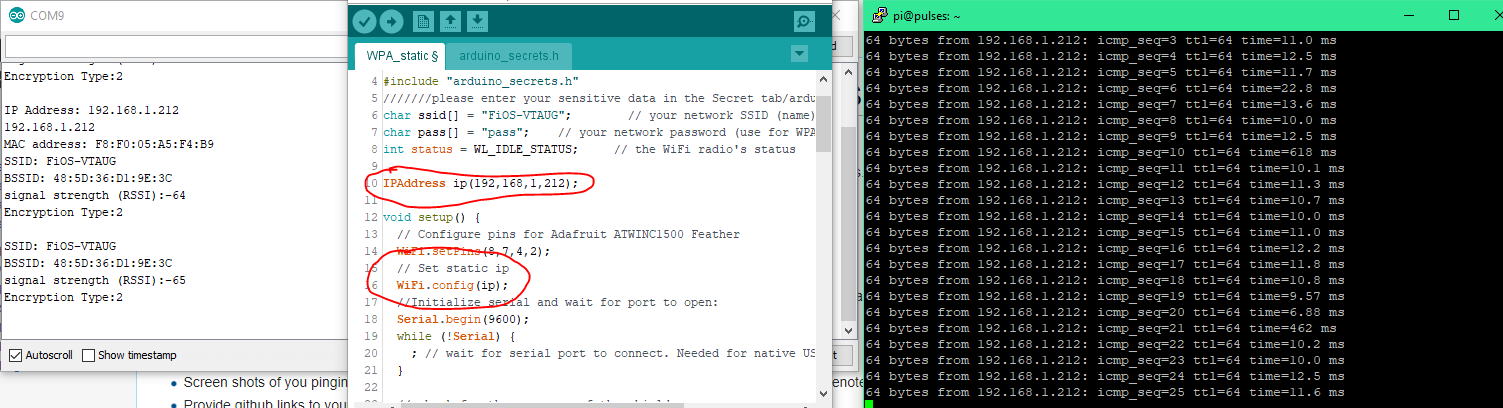 COM9
Encryption Type:2
IP Address: 192.168.1.212
192.168.1.212
MAC address: F8:F0:05:A5:F4:B9
SSID: FiOS-VTAUG
BSSID: 48:5D:36:D1:9E:3C
signal strength (RSSI):-64
Encryption Type:2
SSID: FiOS-VTAUG
BSSID: 48:5D:36:D1:9E:3C
signal strength (RSSI):-65
Encryption Type:2
Autoscroll Show timestamp
WPA_static § arduino_secrets.h
4 #include "arduino_secrets.h"
5 ///////please enter your sensitive data in the Secret tab/ardu
6 char ssid[] = "FiOS-VTAUG"; // your network SSID (name)
7 char pass[] = "pass"; // your network password (use for WPA
8 int status = WL_IDLE_STATUS; // the WiFi radio's status
9
10 IPAddress ip(192,168,1,212);
11
12 void setup() {
13 // Configure pins for Adafruit ATWINC1500 Feather
14 WiFi.setPins(8,7,4,2);
15 // Set static ip
16 WiFi.config(ip);
17 //Initialize serial and wait for port to open:
18 Serial.begin(9600);
19 while (!Serial) {
20 ; // wait for serial port to connect. Needed for native US
21 }
22
Screen shots of you pingin
Provide github links to your
pi@pulses: ~
64 bytes from 192.168.1.212: icmp_seq=3 ttl=64 time=11.0 ms
64 bytes from 192.168.1.212: icmp_seq=4 ttl=64 time=12.5 ms
64 bytes from 192.168.1.212: icmp_seq=5 ttl=64 time=11.7 ms
64 bytes from 192.168.1.212: icmp_seq=6 ttl=64 time=22.8 ms
64 bytes from 192.168.1.212: icmp_seq=7 ttl=64 time=13.6 ms
64 bytes from 192.168.1.212: icmp_seq=8 ttl=64 time=10.0 ms
64 bytes from 192.168.1.212: icmp_seq=9 ttl=64 time=12.5 ms
64 bytes from 192.168.1.212: icmp_seq=10 ttl=64 time=618 ms
64 bytes from 192.168.1.212: icmp_seq=11 ttl=64 time=10.1 ms
64 bytes from 192.168.1.212: icmp_seq=12 ttl=64 time=11.3 ms
64 bytes from 192.168.1.212: icmp_seq=13 ttl=64 time=10.7 ms
64 bytes from 192.168.1.212: icmp_seq=14 ttl=64 time=10.0 ms
64 bytes from 192.168.1.212: icmp_seq=15 ttl=64 time=11.0 ms
64 bytes from 192.168.1.212: icmp_seq=16 ttl=64 time=12.2 ms
64 bytes from 192.168.1.212: icmp_seq=17 ttl=64 time=11.8 ms
64 bytes from 192.168.1.212: icmp_seq=18 ttl=64 time=10.8 ms
64 bytes from 192.168.1.212: icmp_seq=19 ttl=64 time=9.57 ms
64 bytes from 192.168.1.212: icmp_seq=20 ttl=64 time=6.88 ms
64 bytes from 192.168.1.212: icmp_seq=21 ttl=64 time=462 ms
64 bytes from 192.168.1.212: icmp_seq=22 ttl=64 time=10.2 ms
64 bytes from 192.168.1.212: icmp_seq=23 ttl=64 time=10.0 ms
64 bytes from 192.168.1.212: icmp_seq=24 ttl=64 time=12.5 ms
64 bytes from 192.168.1.212: icmp_seq=25 ttl=64 time=11.6 ms